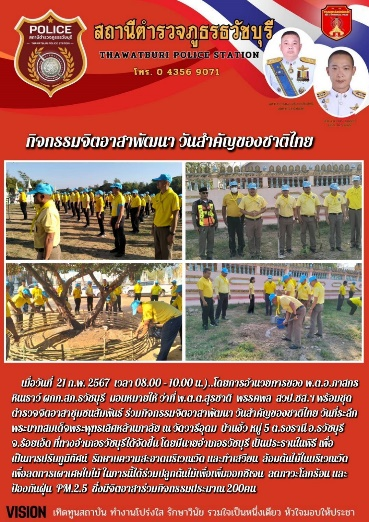 POLICE
สถานีตำรวจภูธรธวัชบุรี
THAWATBURI POLICE STATION
โทร. 0 4356 9071
กิจกรรมจิตอาสาพัฒนา วันสำคัญของชาติไทย
เมื่อวันที่ 21 ก.พ. 2567 เวลา 08.00 - 10.00 น.) ..โดยการอำนวยการของ พ.ต.อ.ภาสกร
ผกก.สภ.ธวัชบุรี มอบหมายให้ ว่าที่ พ.ต.ต.สุรชาติ พรรคพล สวป.ฯ พร้อมชุด
ตำรวจจิตอาสาชุมชนสัมพันธ์ ร่วมกิจกรรมจิตอาสาพัฒนา วันสำคัญของชาติไทย วันที่ระลึก
พระบาทสมเด็จพระพุทธเลิศหล้านภาลัย ณ วัดวารีอุดม หมู่ 5 ต.ธงธานี อ.ธวัชบุรี
จ.ร้อยเอ็ด ที่ทางอำเภอธวัชบุรีได้จัดขึ้น โดยมีนายอำเภอธวัชบุรี เป็นประธานในพิธี เพื่อ
เป็นการปรับภูมิทัศน์ รักษาความสะอาดบริเวณวัด และทำเสวียน ล้อมต้นไม้ในบริเวณวัด
เพื่อลดการเผาเศษใบไม้ ในการนี้ได้ร่วมปลูกต้นไม้เพื่อเพิ่มออกซิเจน ลดภาวะโลกร้อน และ
ป้องกันฝุ่น PM.2.5 ซึ่งมีจิตอาสาร่วมกิจกรรมประมาณ 200คน
VISION เทิดทูนสถาบัน ทำงานโปร่งใส รักษาวินัย รวมใจเป็นหนึ่งเดียว หัวใจมอบให้ประชา